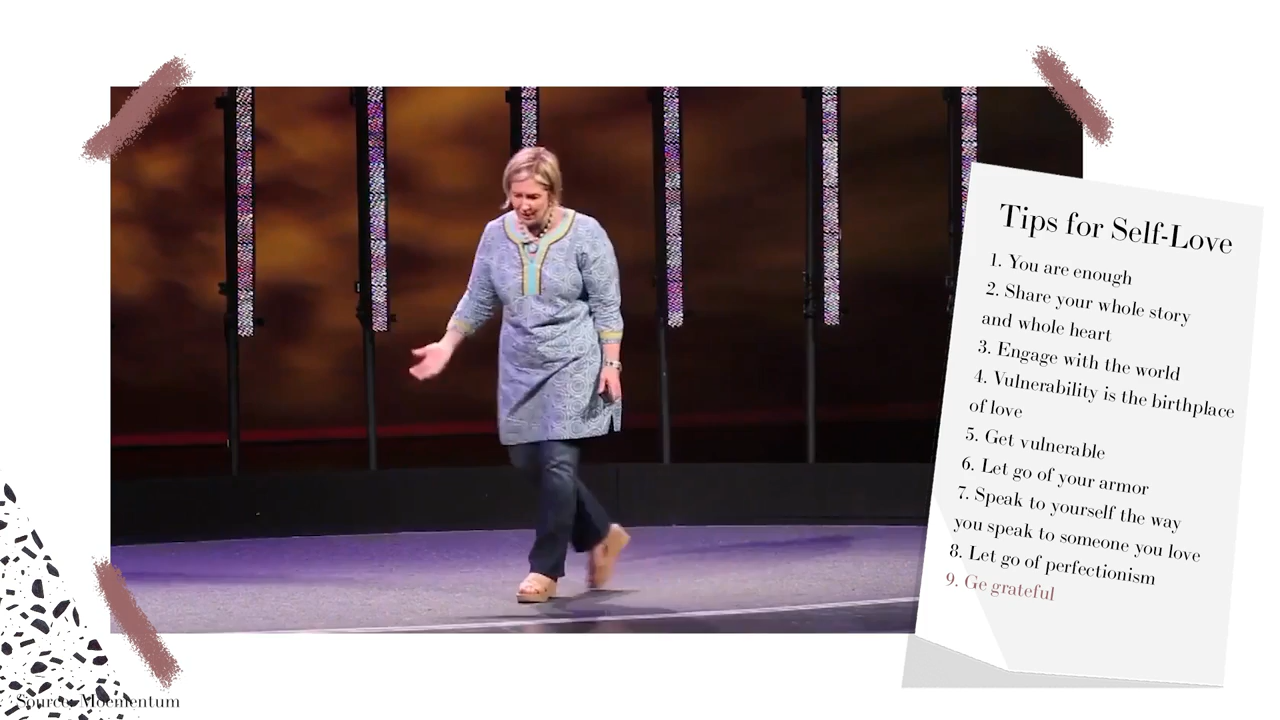 Tips for Self-Love
1. You are enough
2. Share your whole story
and whole heart
3. Engage with the world
4. Vulnerability is the birthplace
of love
5. Get vulnerable
6. Let go of your armor
7. Speak to yourself the way
you speak to someone you love
8. Let go of perfectionism
9. Ge grateful
Source: Moementum